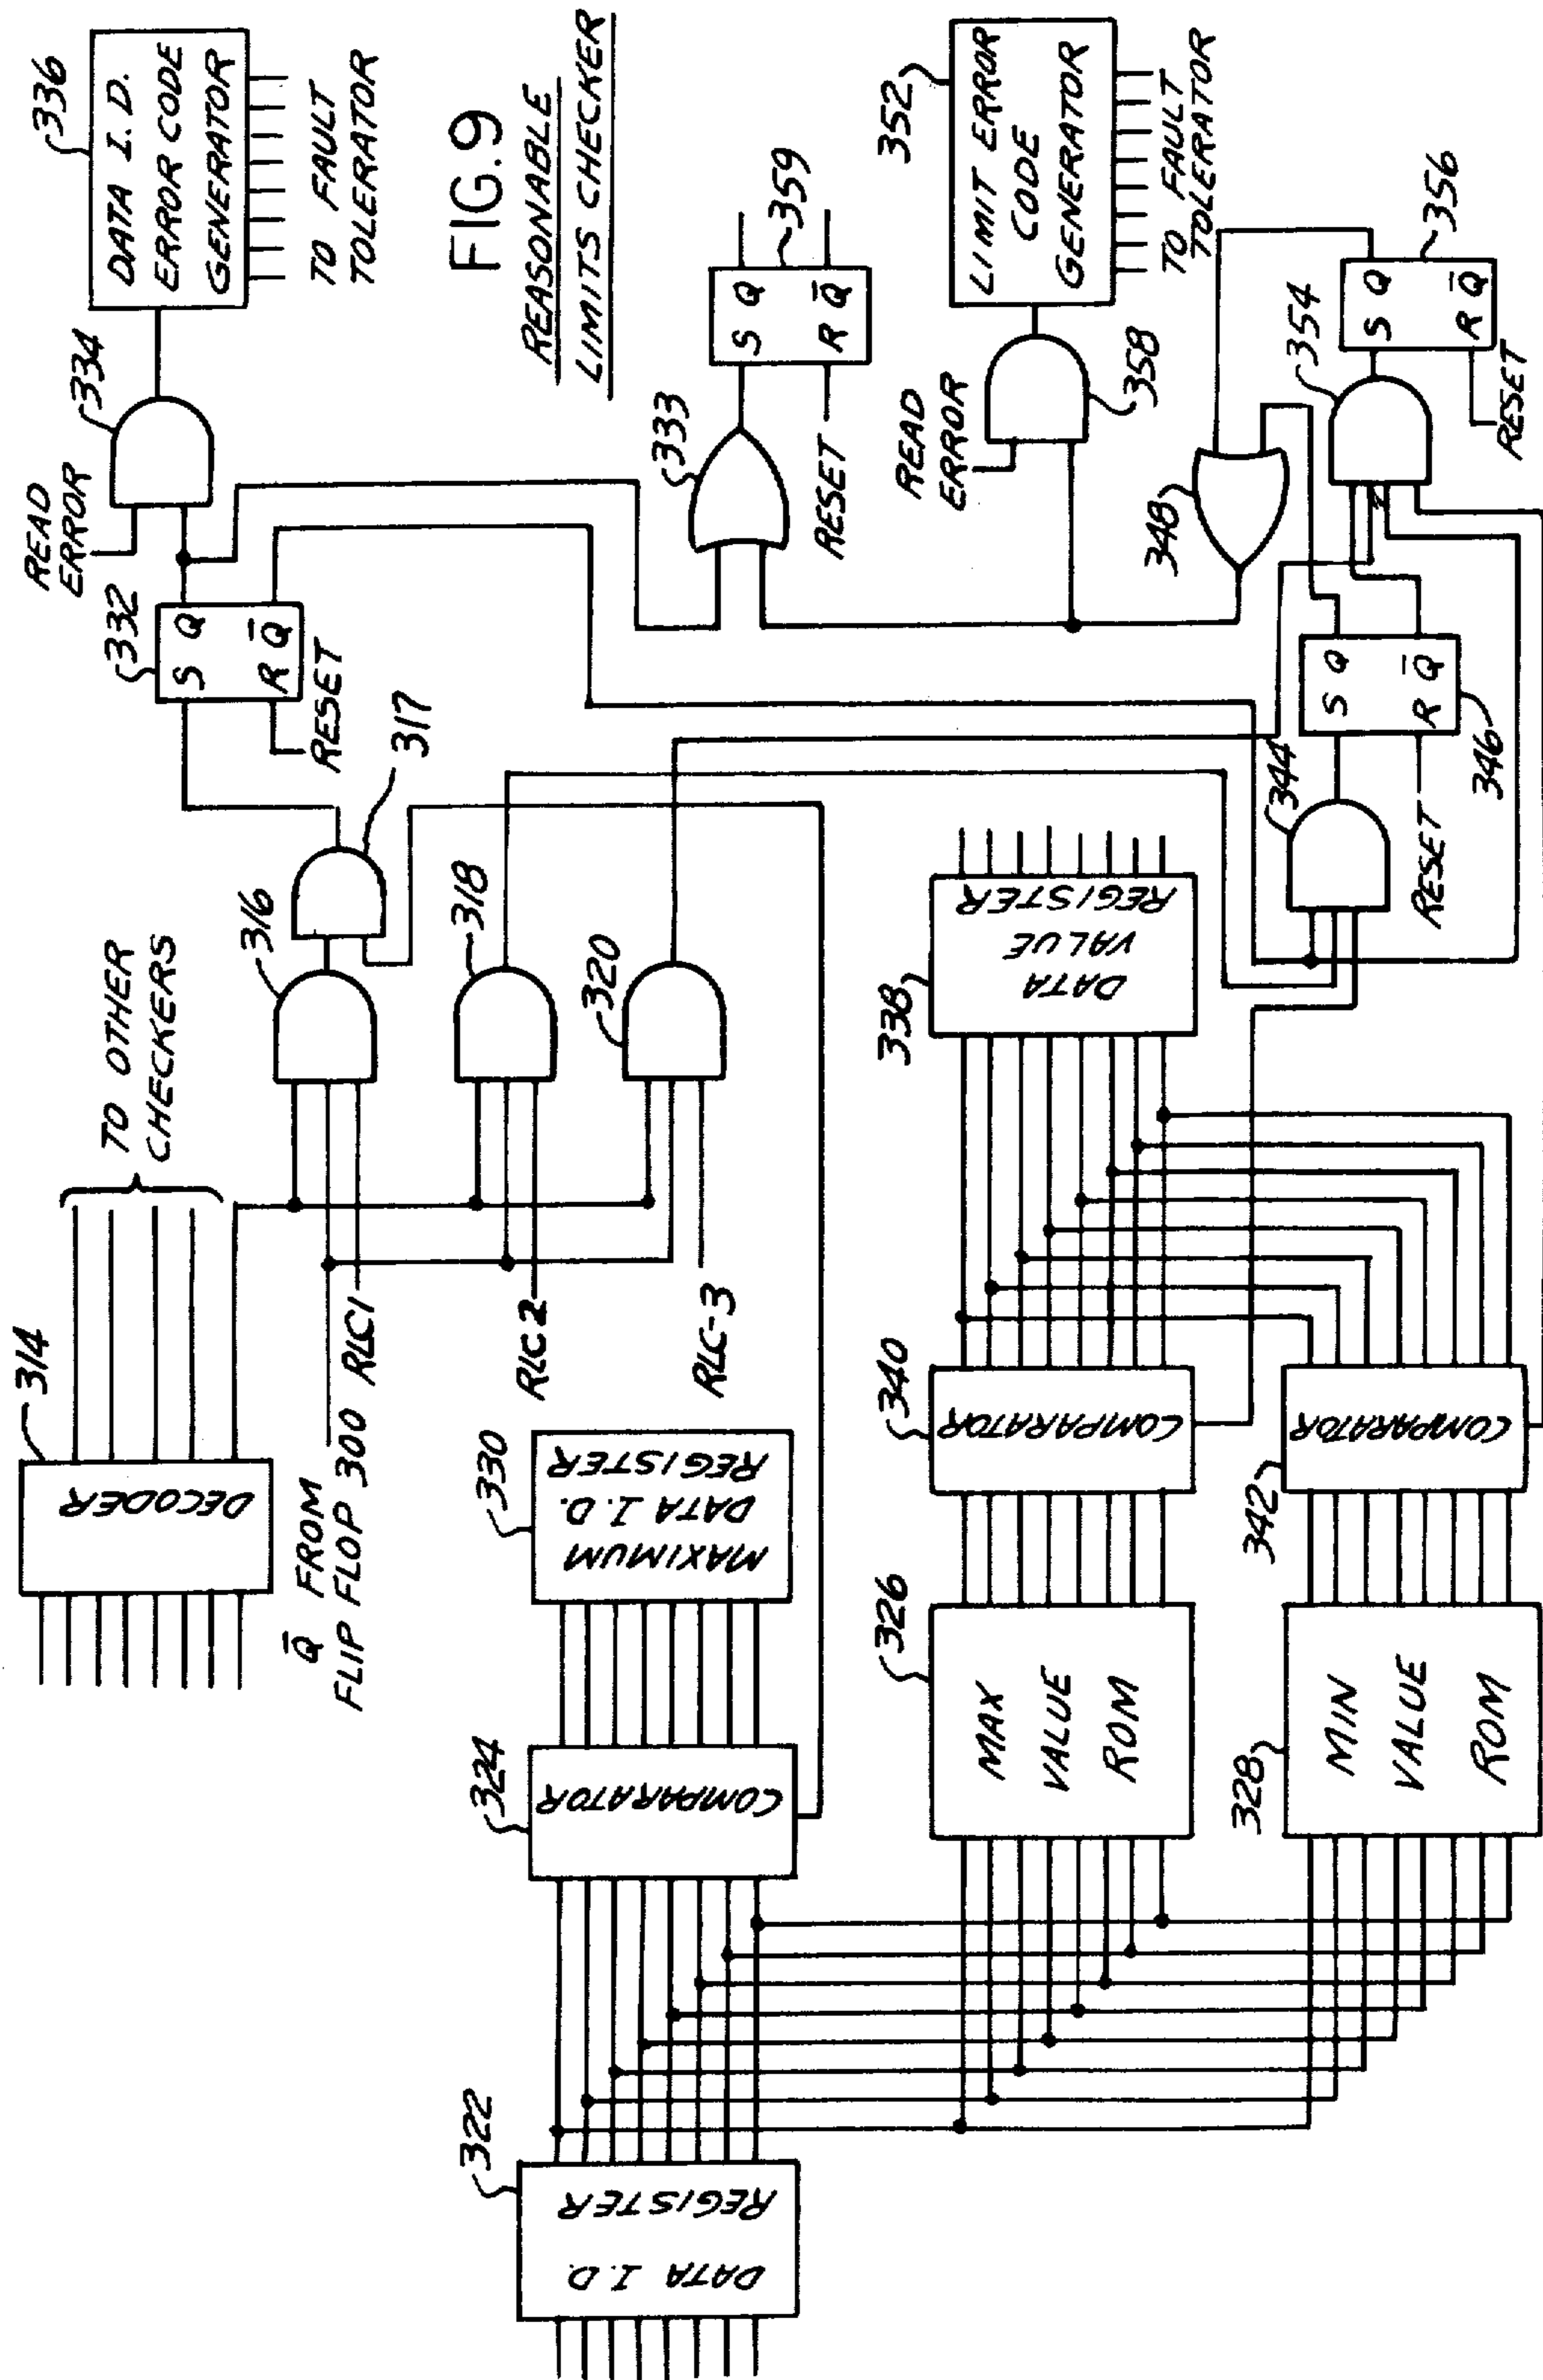 FIG.9
REASONABLE
LIMITS CHECKER
314
DECODER
TO OTHER
CHECKERS
Q̄ FROM
FLIP FLOP 300
RLC1
RLC2
RLC-3
316
317
318
320
332
S Q
R Q̄
RESET
READ
ERROR
334
336
DATA I.D.
ERROR CODE
GENERATOR
TO FAULT
TOLERATOR
322
DATA I.D.
REGISTER
324
COMPARATOR
330
MAXIMUM
DATA I.D.
REGISTER
333
S Q
R Q̄
RESET
359
326
MAX
VALUE
ROM
340
COMPARATOR
338
DATA
VALUE
REGISTER
READ
ERROR
358
352
LIMIT ERROR
CODE
GENERATOR
TO FAULT
TOLERATOR
328
MIN
VALUE
ROM
342
COMPARATOR
344
RESET
S Q
R Q̄
346
348
354
S Q
R Q̄
RESET
356